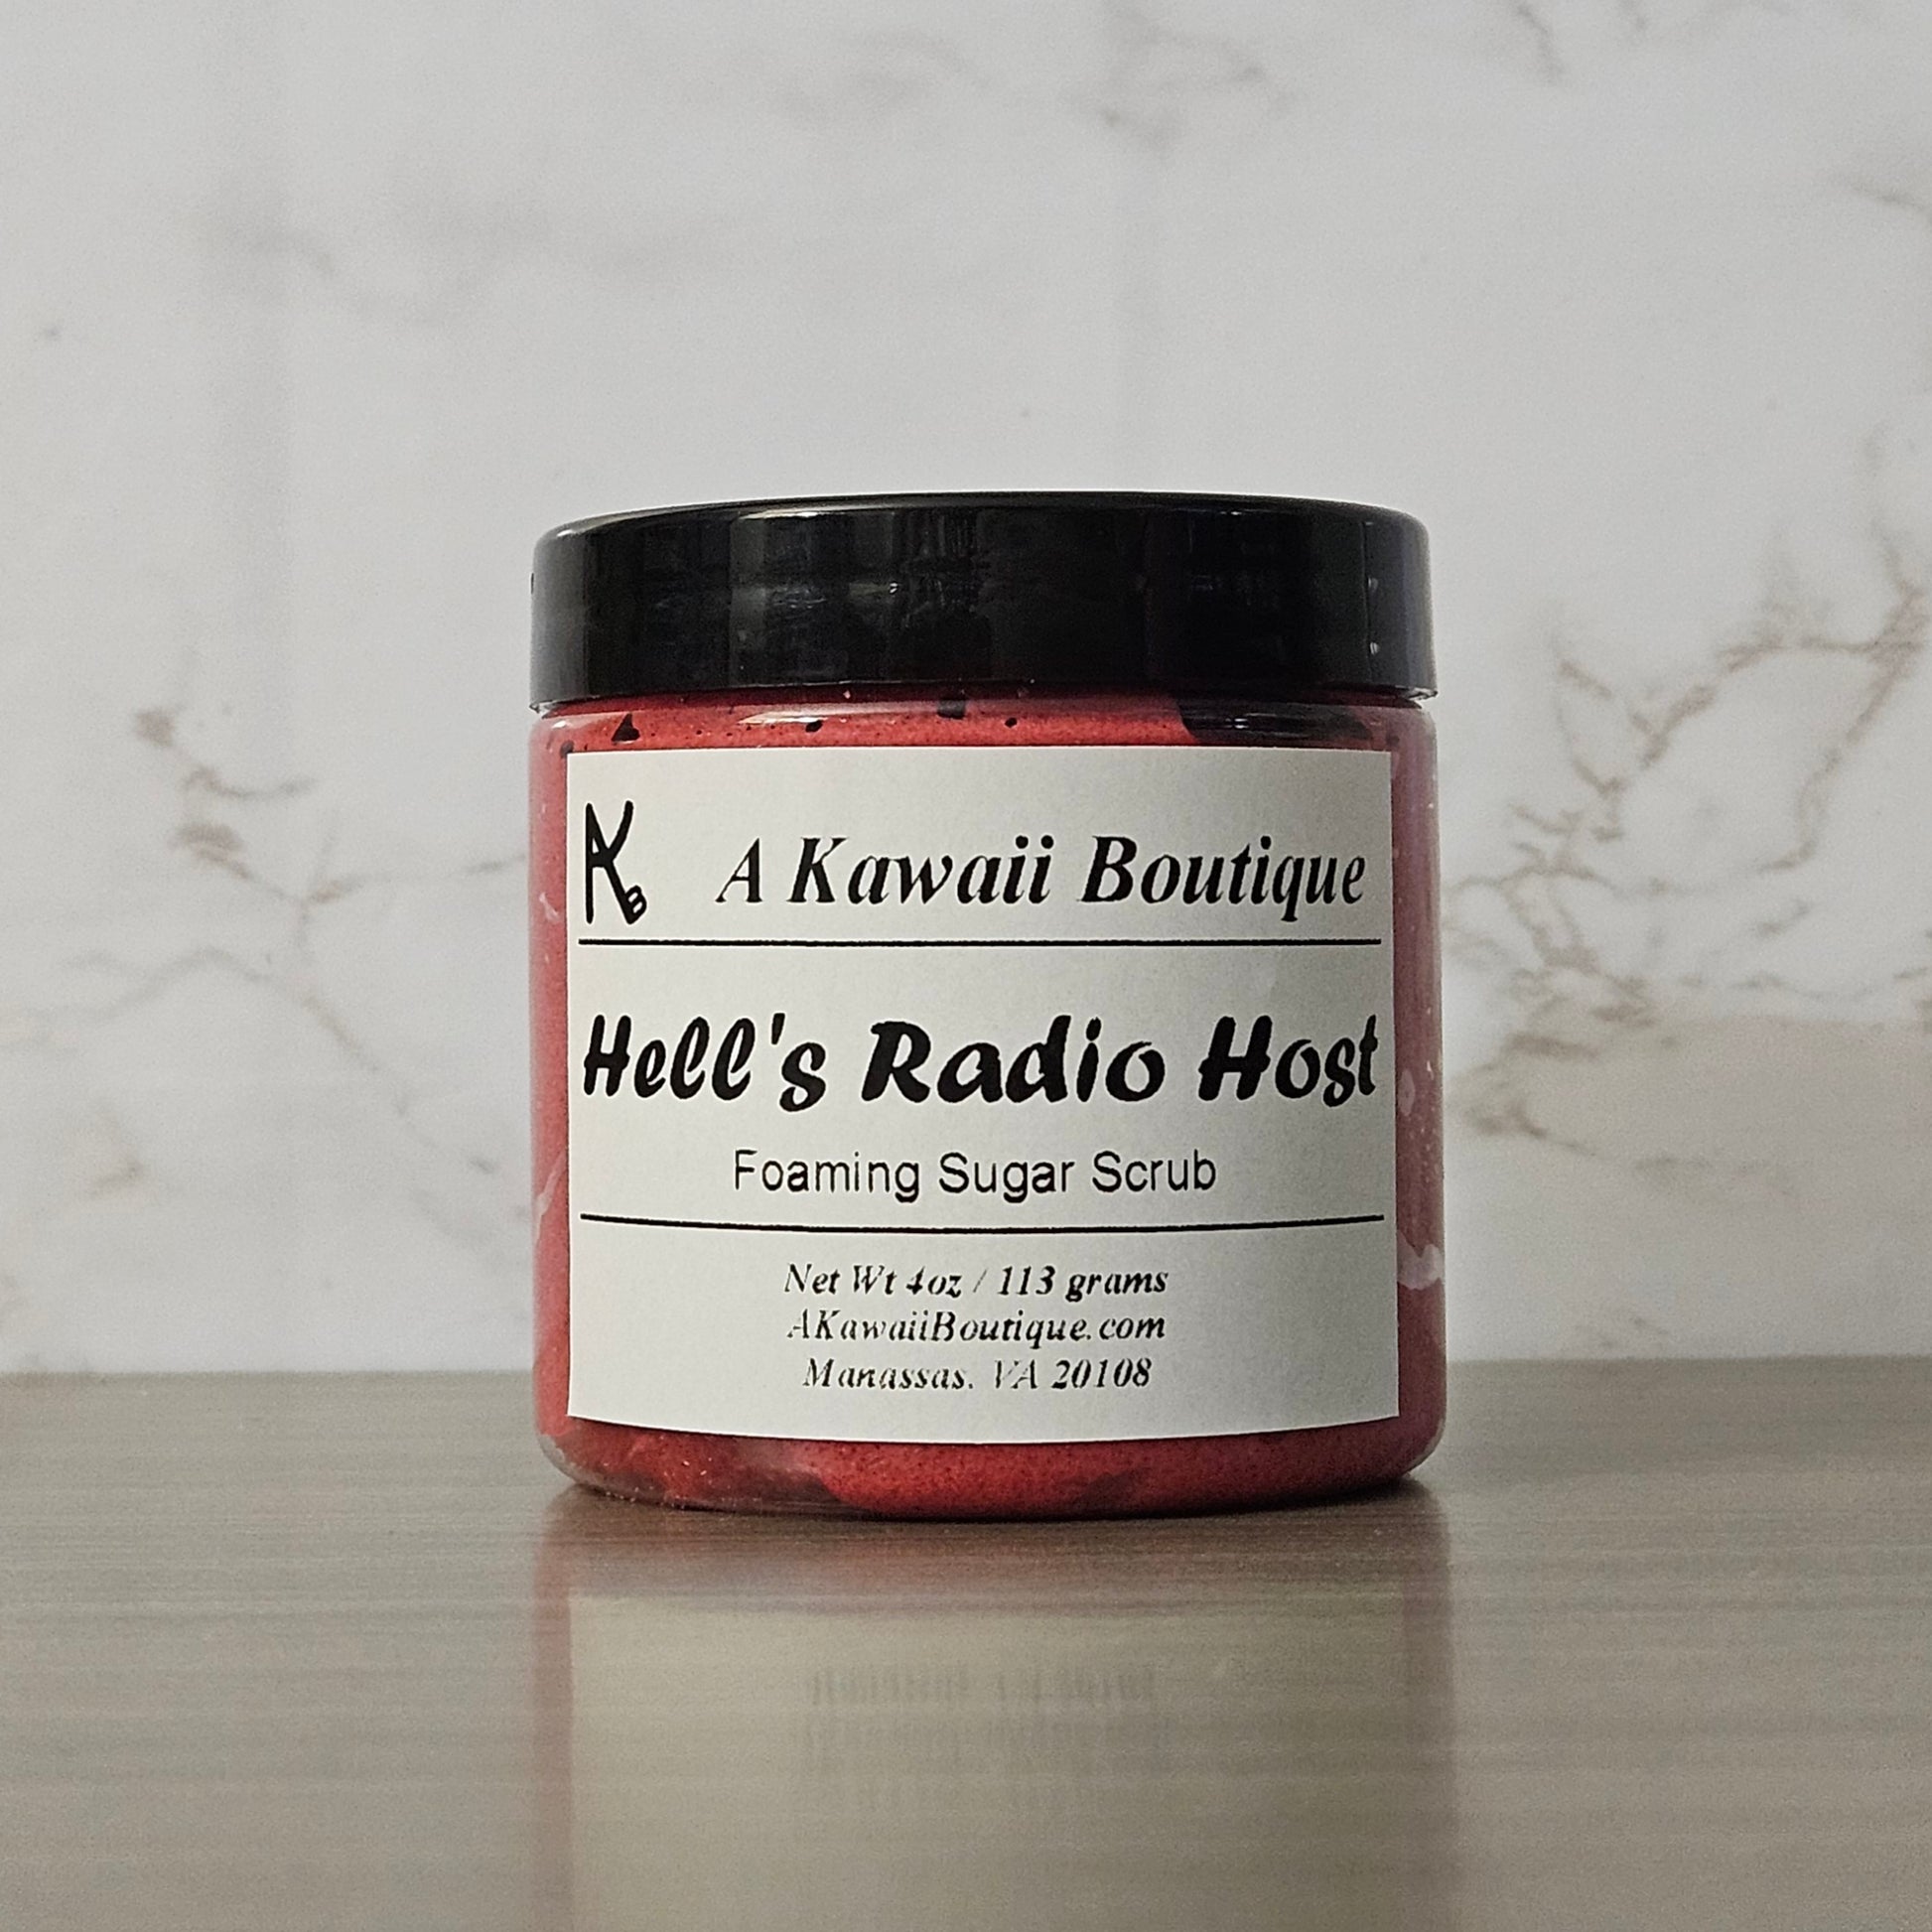 AKB A Kawaii Boutique
Hell's Radio Host
Foaming Sugar Scrub
Net Wt 4oz / 113 grams
AKawaiiBoutique.com
Manassas, VA 20108